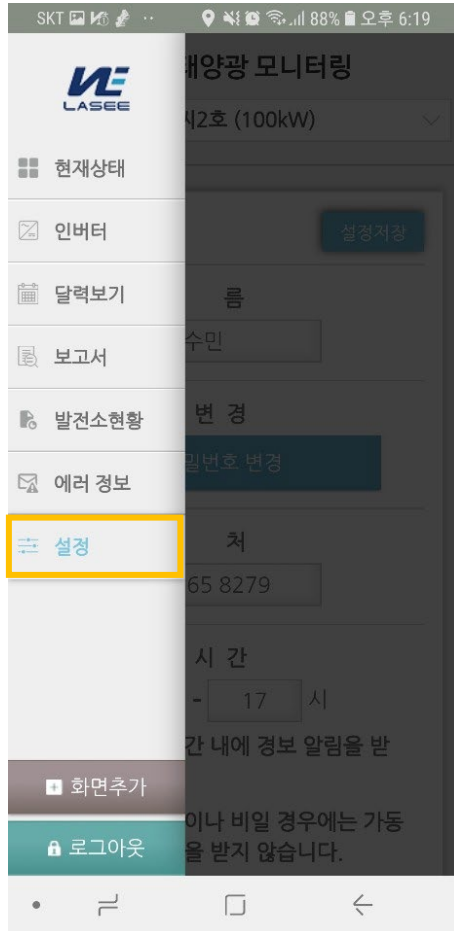 SKT 88% 오후 6:19
LASEE
태양광 모니터링
씨2호 (100kW)
현재상태
인버터
설정저장
달력보기
름
보고서
수민
발전소현황
변 경
밀번호 변경
에러 정보
설정
처
65 8279
시 간
- 17 시
간 내에 경보 알림을 받
화면추가
이나 비일 경우에는 가동
로그아웃
을 받지 않습니다.